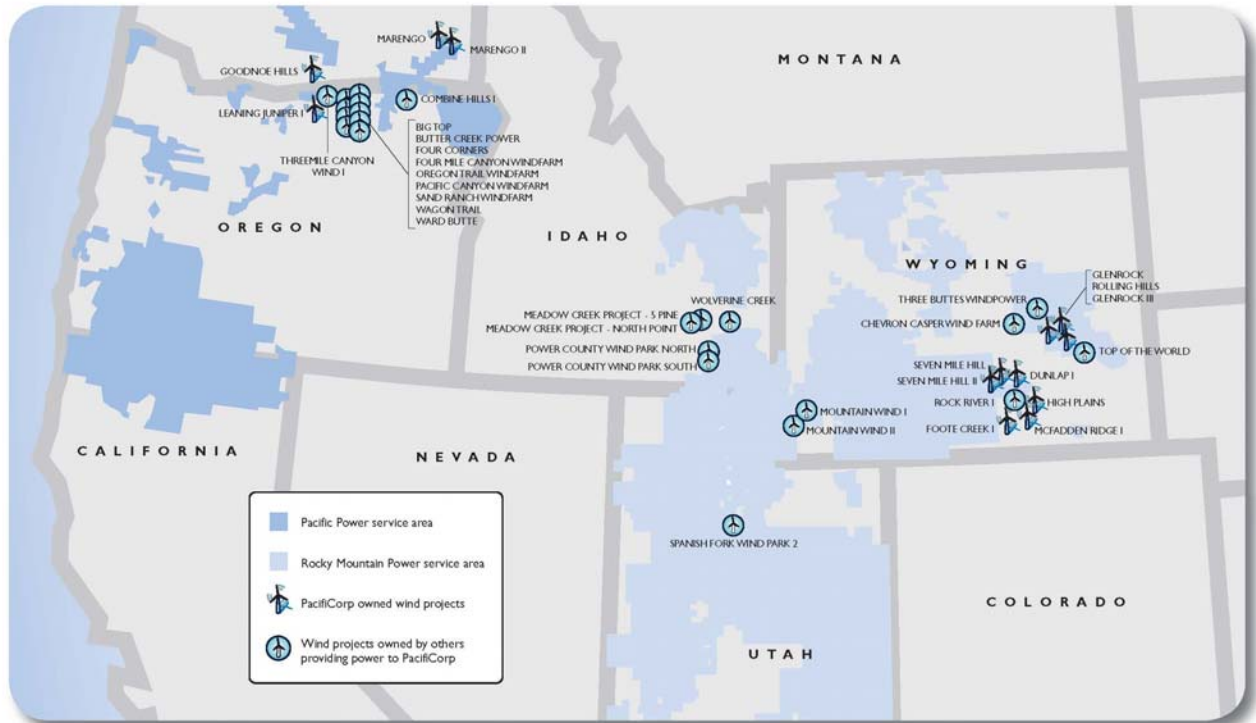 MARENGO
MARENGO II
MONTANA
GOODNOE HILLS
COMBINE HILLS I
LEANING JUNIPER I
THREEMILE CANYON
WIND I
BIG TOP
BUTTER CREEK POWER
FOUR CORNERS
FOUR MILE CANYON WINDFARM
OREGON TRAIL WINDFARM
PACIFIC CANYON WINDFARM
SAND RANCH WINDFARM
WAGON TRAIL
WARD BUTTE
OREGON
IDAHO
WYOMING
GLENROCK
ROLLING HILLS
GLENROCK III
WOLVERINE CREEK
THREE BUTTES WINDPOWER
MEADOW CREEK PROJECT - 5 PINE
MEADOW CREEK PROJECT - NORTH POINT
CHEVRON CASPER WIND FARM
POWER COUNTY WIND PARK NORTH
POWER COUNTY WIND PARK SOUTH
TOP OF THE WORLD
SEVEN MILE HILL
SEVEN MILE HILL II
DUNLAP I
ROCK RIVER I
HIGH PLAINS
MOUNTAIN WIND I
MOUNTAIN WIND II
FOOTE CREEK I
MCFADDEN RIDGE I
CALIFORNIA
NEVADA
Pacific Power service area
Rocky Mountain Power service area
PacifiCorp owned wind projects
Wind projects owned by others
providing power to PacifiCorp
SPANISH FORK WIND PARK 2
COLORADO
UTAH